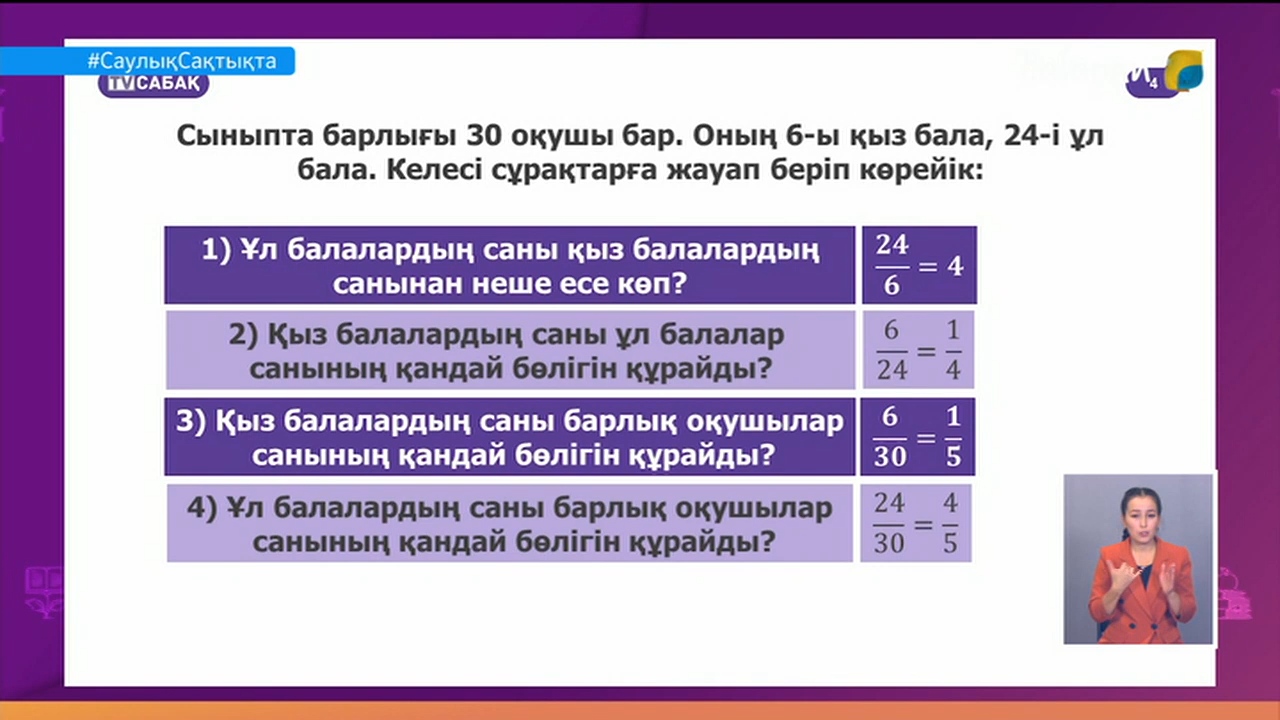 #СаулықСақтықта
TVСАБАҚ
4
Сыныпта барлығы 30 оқушы бар. Оның 6-ы қыз бала, 24-і ұл
бала. Келесі сұрақтарға жауап беріп көрейік:
1) Ұл балалардың саны қыз балалардың
санынан неше есе көп?
24/6 = 4
2) Қыз балалардың саны ұл балалар
санының қандай бөлігін құрайды?
6/24 = 1/4
3) Қыз балалардың саны барлық оқушылар
санының қандай бөлігін құрайды?
6/30 = 1/5
4) Ұл балалардың саны барлық оқушылар
санының қандай бөлігін құрайды?
24/30 = 4/5